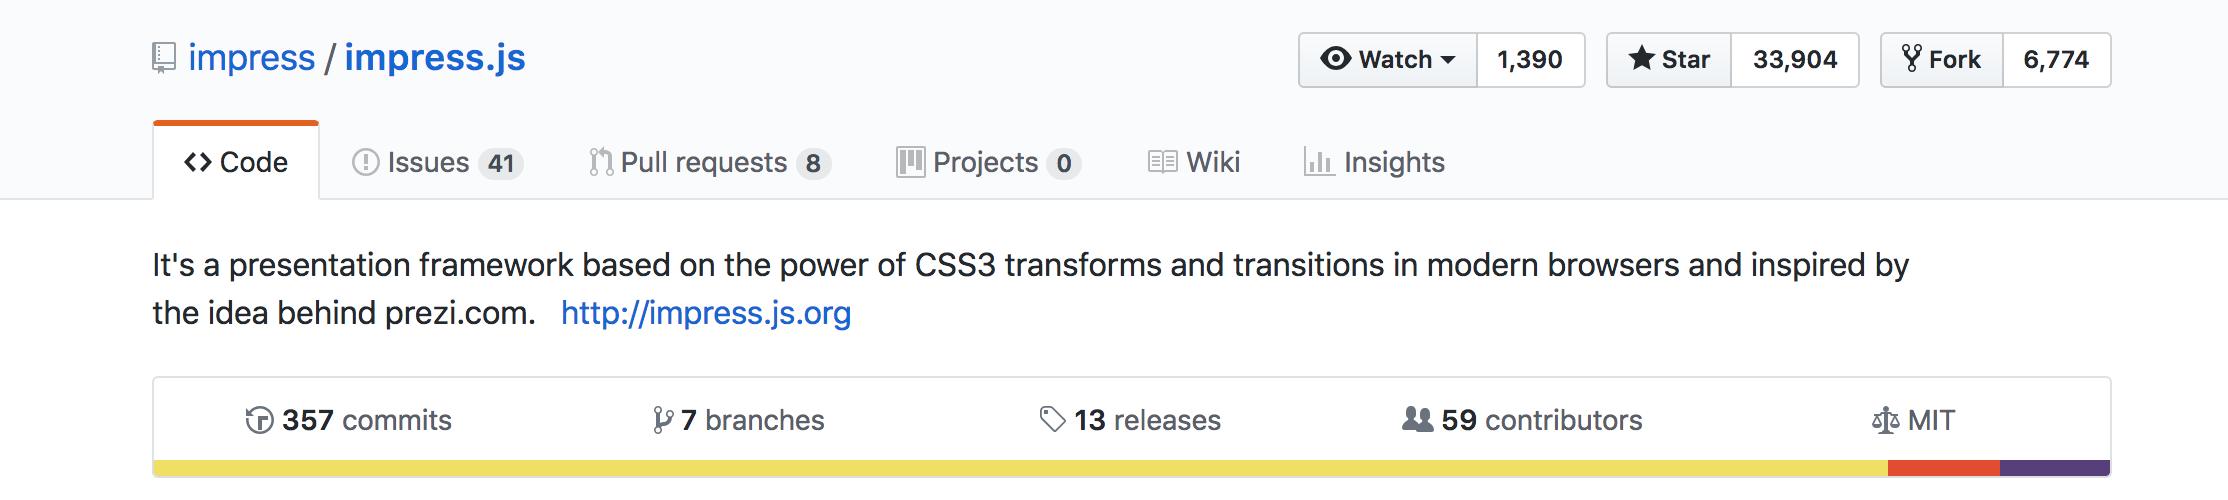 impress / impress.js
Watch 1,390 Star 33,904 Fork 6,774
Code Issues 41 Pull requests 8 Projects 0 Wiki Insights
It's a presentation framework based on the power of CSS3 transforms and transitions in modern browsers and inspired by
the idea behind prezi.com. http://impress.js.org
357 commits 7 branches 13 releases 59 contributors MIT